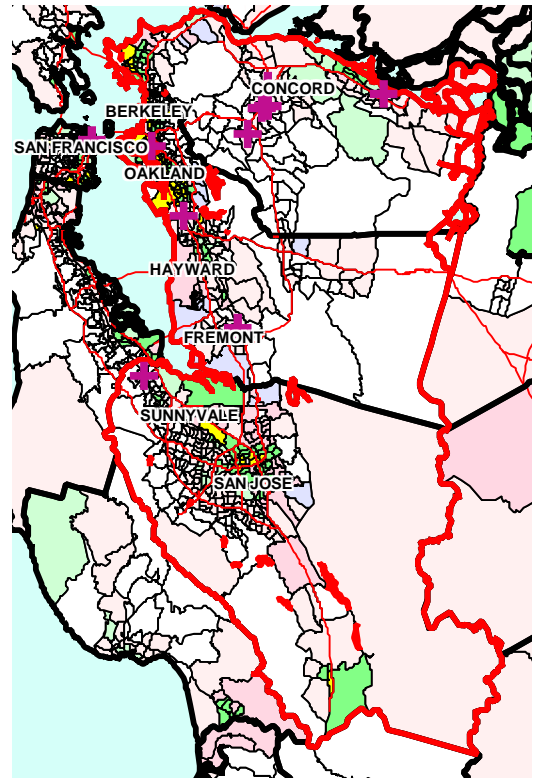 CONCORD
BERKELEY
SAN FRANCISCO
OAKLAND
HAYWARD
FREMONT
SUNNYVALE
SAN JOSE